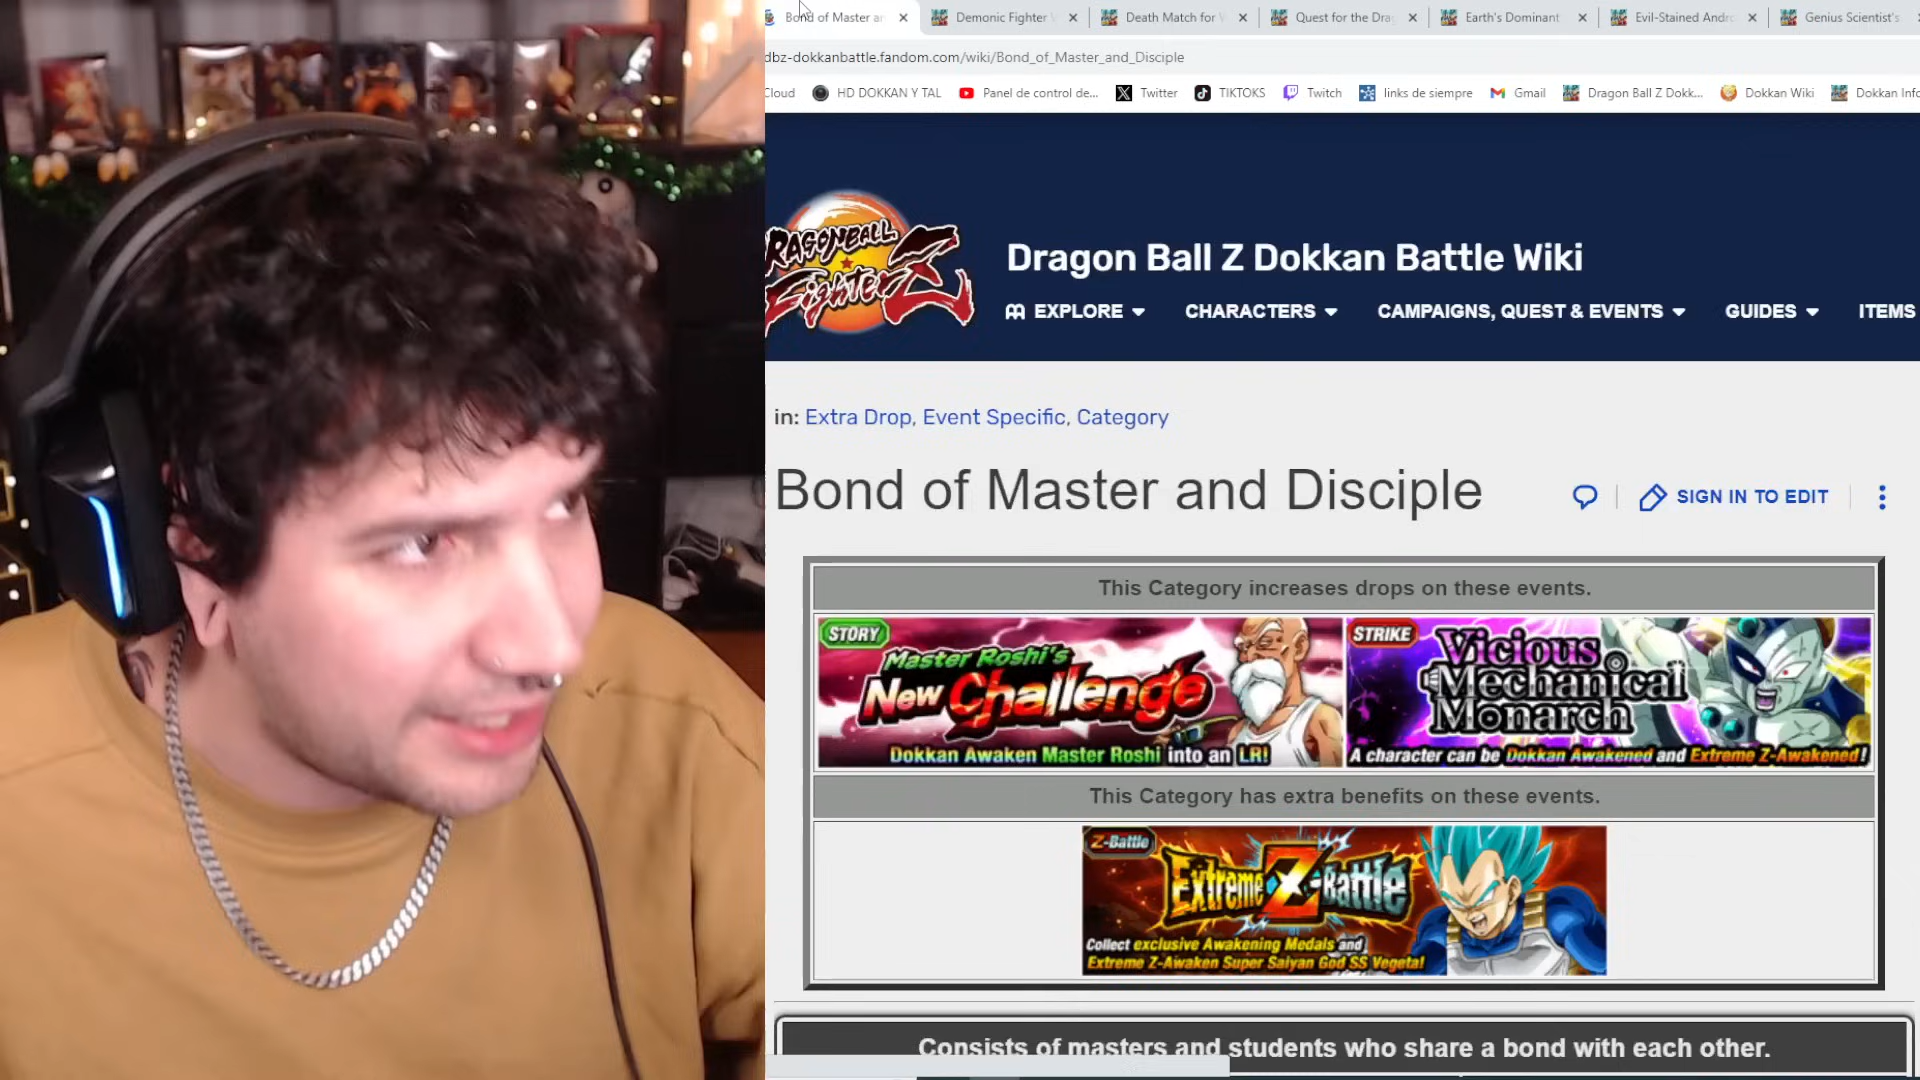 Bond of Master ar
Demonic Fighter
Death Match for
Quest for the Dra
Earth's Dominant
Evil-Stained Andr
Genius Scientist's
dbz-dokkanbattle.fandom.com/wiki/Bond_of_Master_and_Disciple
Cloud
HD DOKKAN Y TAL
Panel de control de...
Twitter
TIKTOKS
Twitch
links de siempre
Gmail
Dragon Ball Z Dokk...
Dokkan Wiki
Dokkan Info
DRAGONBALL
FighterZ
Dragon Ball Z Dokkan Battle Wiki
EXPLORE
CHARACTERS
CAMPAIGNS, QUEST & EVENTS
GUIDES
ITEMS
in: Extra Drop, Event Specific, Category
Bond of Master and Disciple
SIGN IN TO EDIT
This Category increases drops on these events.
STORY
Master Roshi's
New Challenge
Dokkan Awaken Master Roshi into an LR!
STRIKE
Vicious
Mechanical
Monarch
A character can be Dokkan Awakened and Extreme Z-Awakened!
This Category has extra benefits on these events.
Z-Battle
Extreme Z-Battle
Collect exclusive Awakening Medals and
Extreme Z-Awaken Super Saiyan God SS Vegeta!
Consists of masters and students who share a bond with each other.